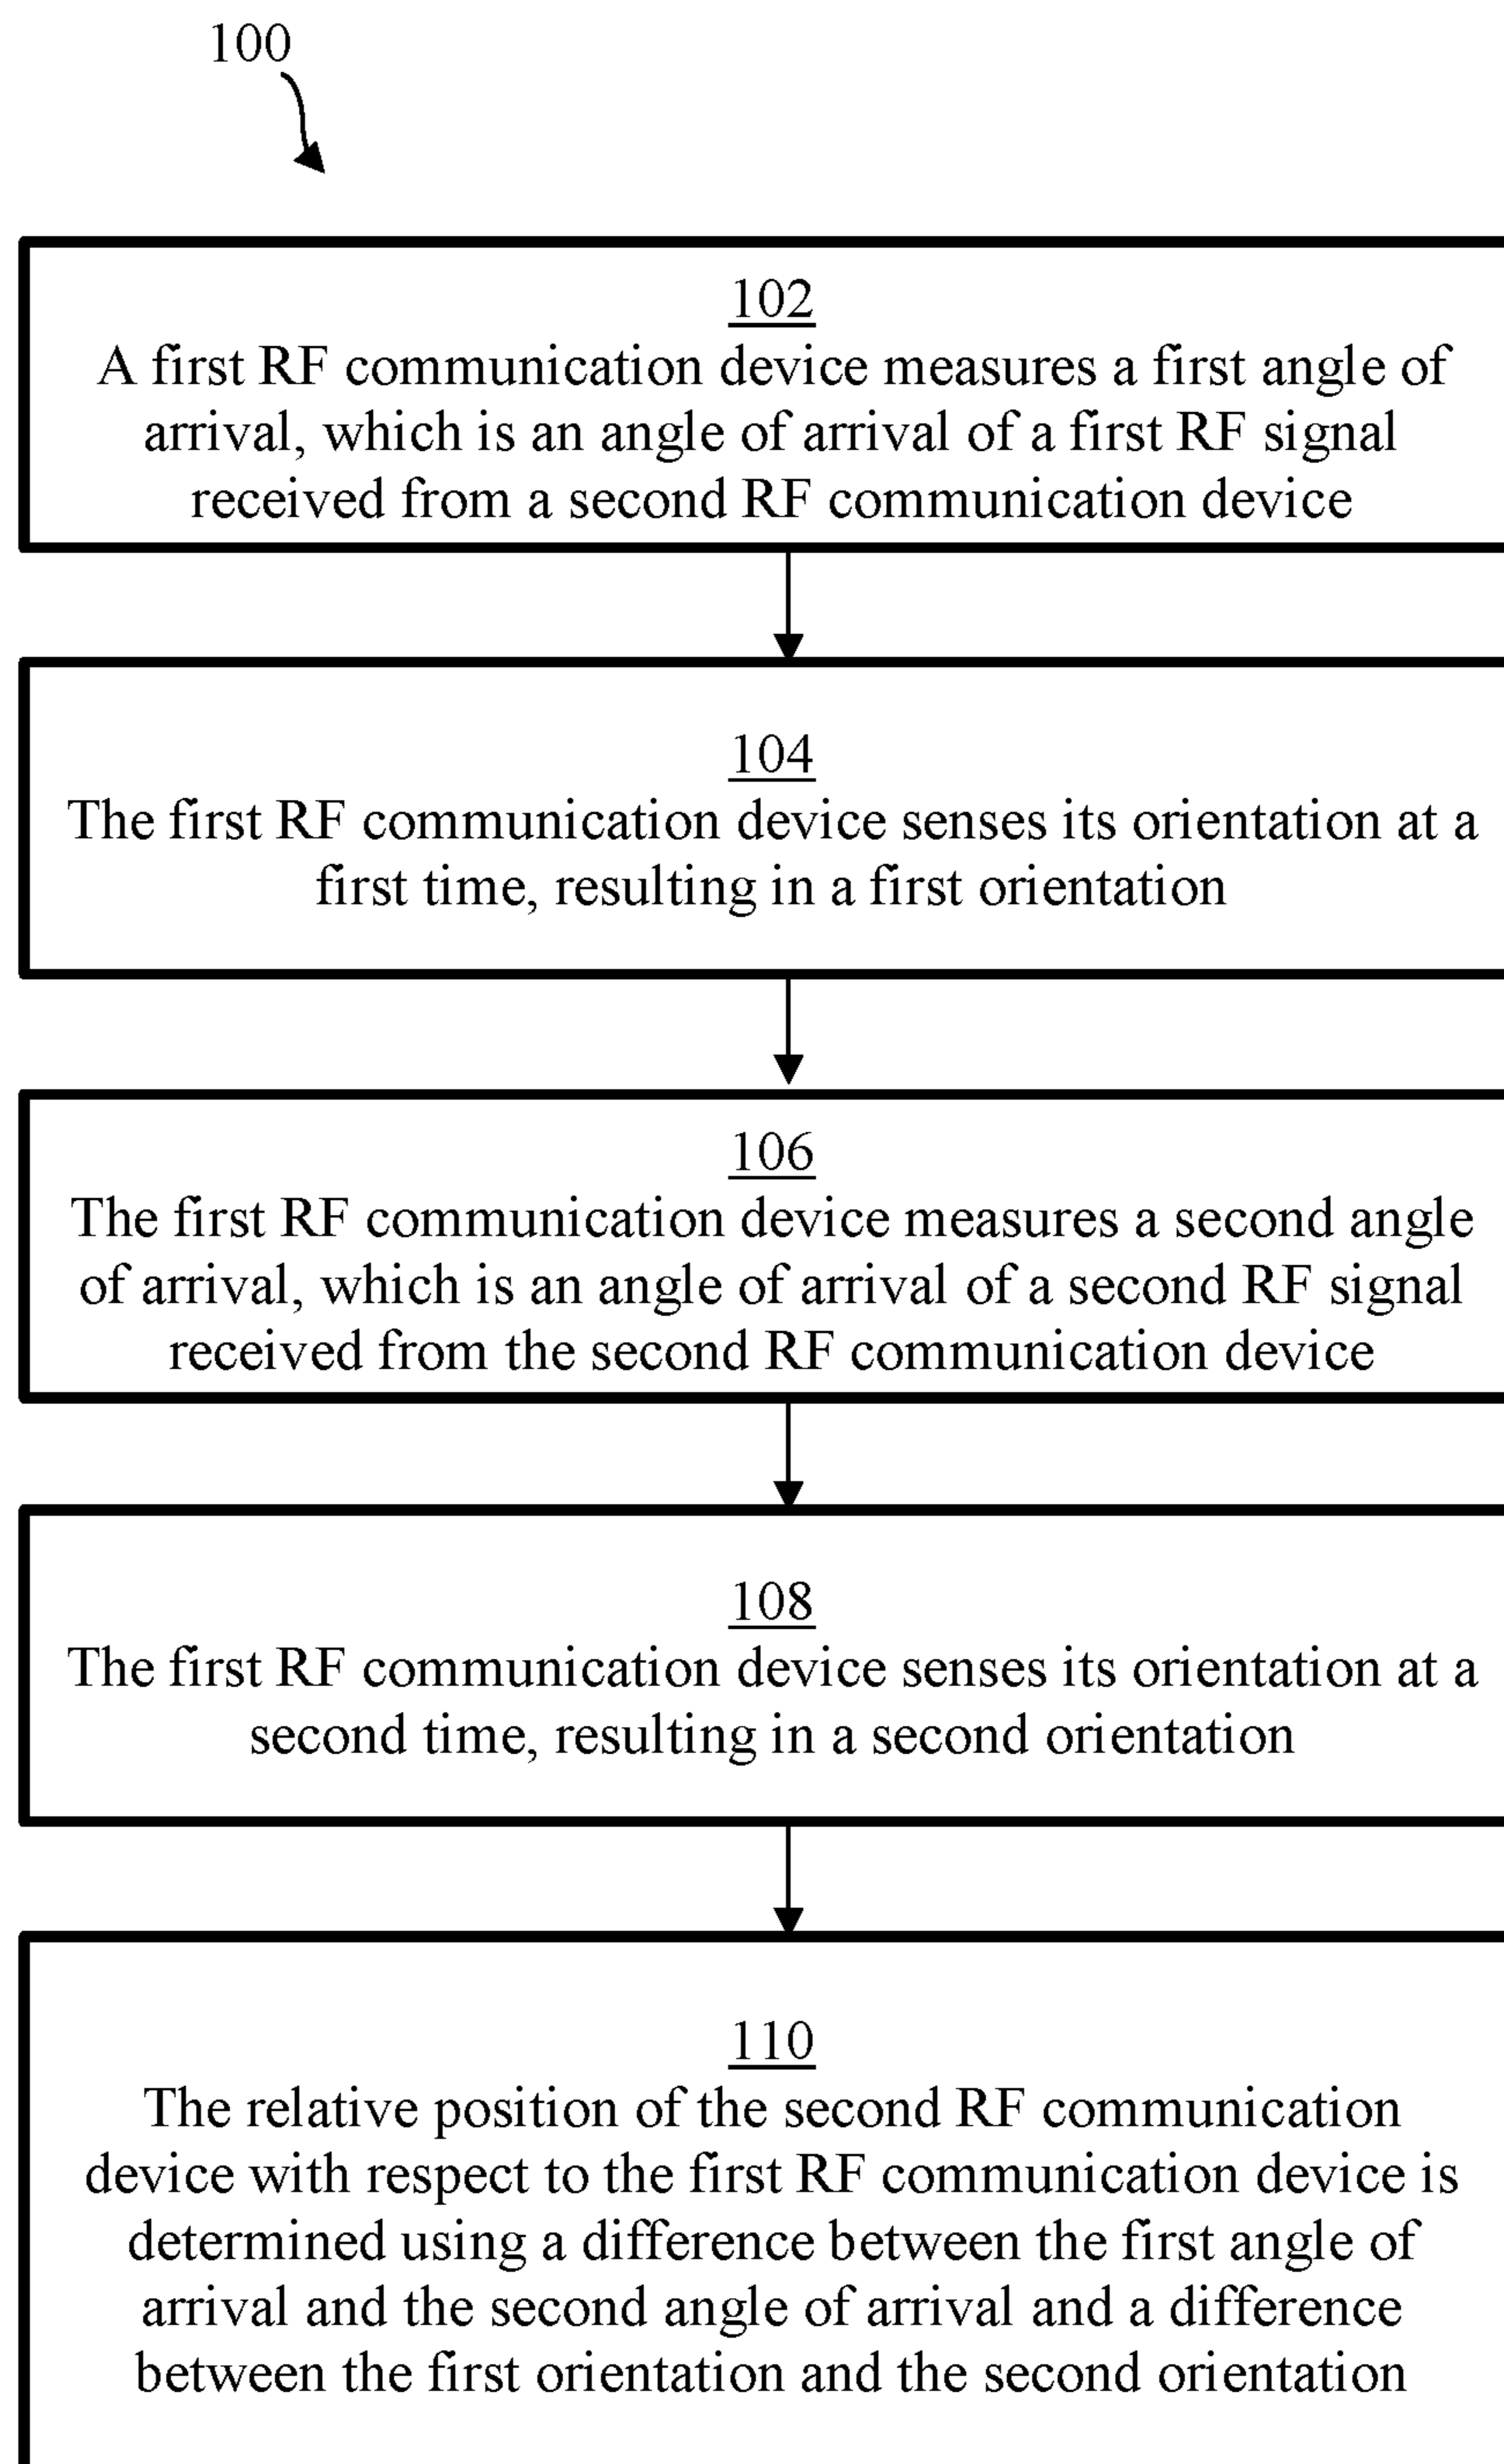 100
102
A first RF communication device measures a first angle of
arrival, which is an angle of arrival of a first RF signal
received from a second RF communication device
104
The first RF communication device senses its orientation at a
first time, resulting in a first orientation
106
The first RF communication device measures a second angle
of arrival, which is an angle of arrival of a second RF signal
received from the second RF communication device
108
The first RF communication device senses its orientation at a
second time, resulting in a second orientation
110
The relative position of the second RF communication
device with respect to the first RF communication device is
determined using a difference between the first angle of
arrival and the second angle of arrival and a difference
between the first orientation and the second orientation